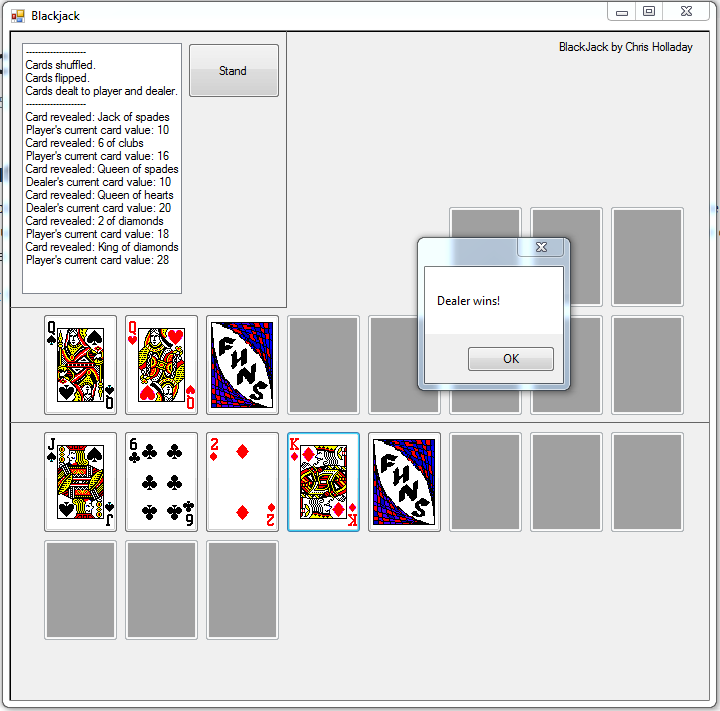 Blackjack
--------------------
Cards shuffled.
Cards flipped.
Cards dealt to player and dealer.
--------------------
Card revealed: Jack of spades
Player's current card value: 10
Card revealed: 6 of clubs
Player's current card value: 16
Card revealed: Queen of spades
Dealer's current card value: 10
Card revealed: Queen of hearts
Dealer's current card value: 20
Card revealed: 2 of diamonds
Player's current card value: 18
Card revealed: King of diamonds
Player's current card value: 28
Stand
BlackJack by Chris Holladay
Dealer wins!
OK
Q Q
FHNS
Q Q
J 6 2 K
FHNS
J 6 2 K